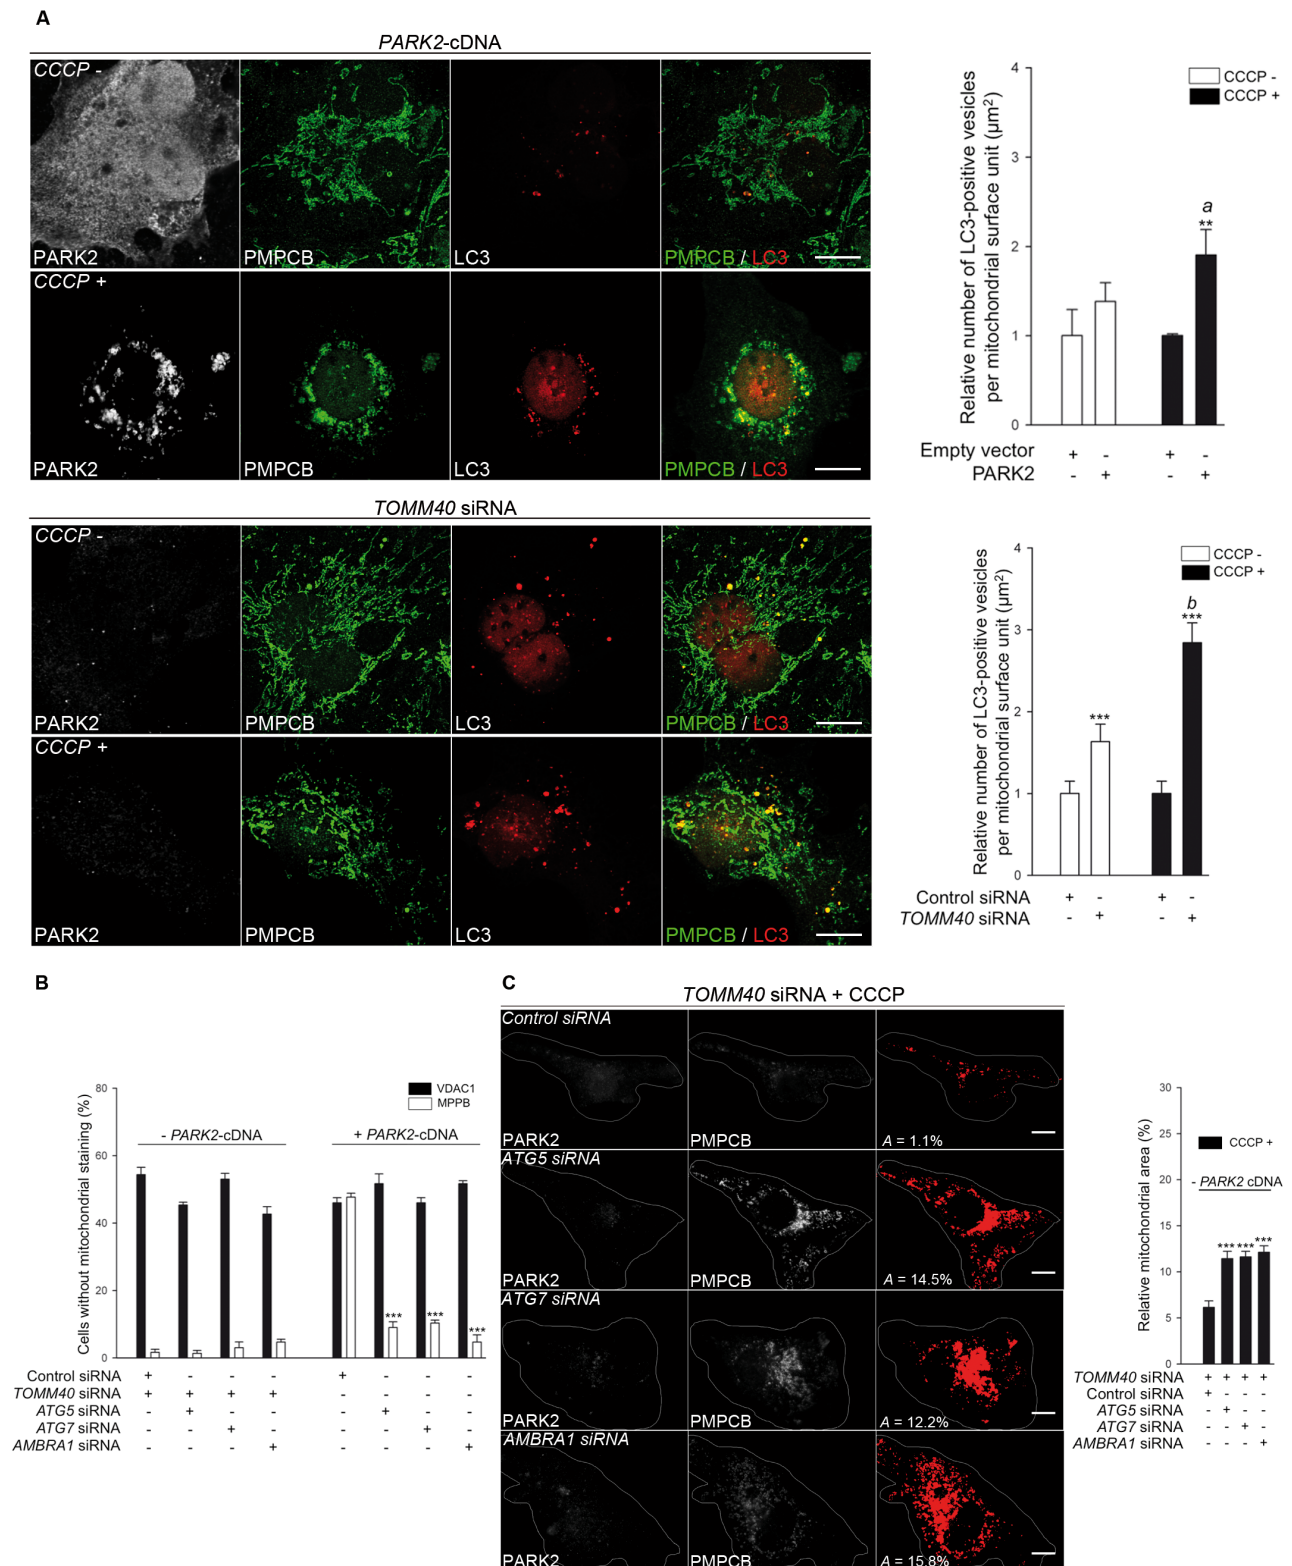 A
PARK2-cDNA
CCCP -
PARK2
PMPCB
LC3
PMPCB / LC3
CCCP +
PARK2
PMPCB
LC3
PMPCB / LC3
Relative number of LC3-positive vesicles
per mitochondrial surface unit (µm²)
4
3
2
1
0
CCCP -
CCCP +
a
**
Empty vector + - + -
PARK2 - + - +
TOMM40 siRNA
CCCP -
PARK2
PMPCB
LC3
PMPCB / LC3
CCCP +
PARK2
PMPCB
LC3
PMPCB / LC3
Relative number of LC3-positive vesicles
per mitochondrial surface unit (µm²)
4
3
2
1
0
CCCP -
CCCP +
***
b
***
Control siRNA + - + -
TOMM40 siRNA - + - +
B
Cells without mitochondrial staining (%)
80
60
40
20
0
VDAC1
MPPB
- PARK2-cDNA
+ PARK2-cDNA
*** *** ***
Control siRNA + - - - + - - -
TOMM40 siRNA + + + + - - - -
ATG5 siRNA - + - - - + - -
ATG7 siRNA - - + - - - + -
AMBRA1 siRNA - - - + - - - +
C
TOMM40 siRNA + CCCP
Control siRNA
PARK2
PMPCB
A = 1.1%
ATG5 siRNA
PARK2
PMPCB
A = 14.5%
ATG7 siRNA
PARK2
PMPCB
A = 12.2%
AMBRA1 siRNA
PARK2
PMPCB
A = 15.8%
Relative mitochondrial area (%)
30
25
20
15
10
5
0
CCCP +
- PARK2 cDNA
*** *** ***
TOMM40 siRNA + + + +
Control siRNA + - - -
ATG5 siRNA - + - -
ATG7 siRNA - - + -
AMBRA1 siRNA - - - +